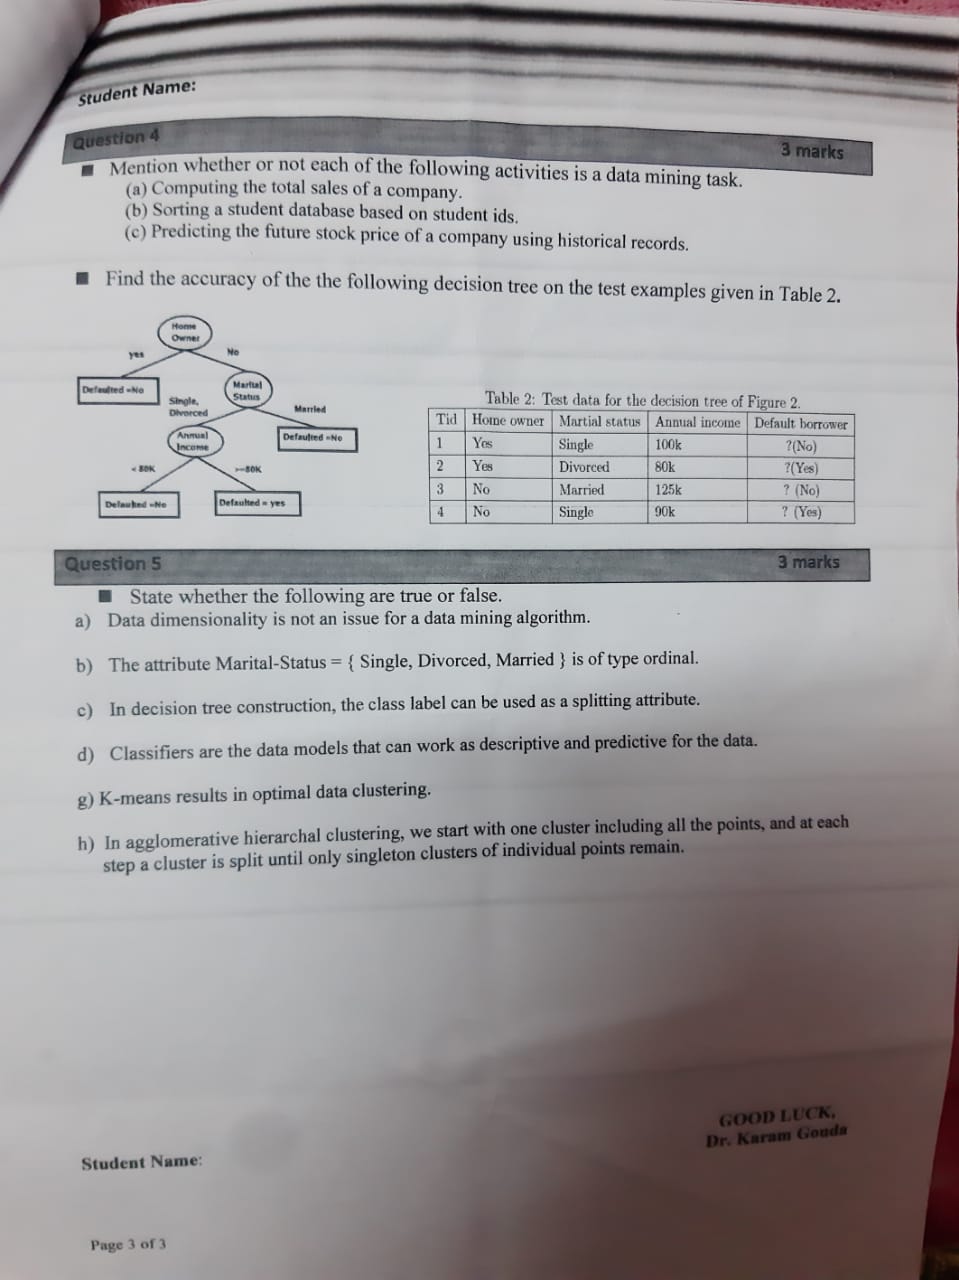 Student Name:
Question 4
3 marks
■ Mention whether or not each of the following activities is a data mining task.
(a) Computing the total sales of a company.
(b) Sorting a student database based on student ids.
(c) Predicting the future stock price of a company using historical records.
■ Find the accuracy of the the following decision tree on the test examples given in Table 2.
Home
Owner
yes
No
Defaulted =No
Marital
Status
Single,
Divorced
Married
Annual
Income
Defaulted =No
< 80K
>=80K
Defaulted =No
Defaulted = yes
Table 2: Test data for the decision tree of Figure 2.
Tid Home owner Martial status Annual income Default borrower
1 Yes Single 100k ?(No)
2 Yes Divorced 80k ?(Yes)
3 No Married 125k ? (No)
4 No Single 90k ? (Yes)
Question 5
3 marks
■ State whether the following are true or false.
a) Data dimensionality is not an issue for a data mining algorithm.
b) The attribute Marital-Status = { Single, Divorced, Married } is of type ordinal.
c) In decision tree construction, the class label can be used as a splitting attribute.
d) Classifiers are the data models that can work as descriptive and predictive for the data.
g) K-means results in optimal data clustering.
h) In agglomerative hierarchal clustering, we start with one cluster including all the points, and at each
step a cluster is split until only singleton clusters of individual points remain.
GOOD LUCK,
Dr. Karam Gouda
Student Name:
Page 3 of 3